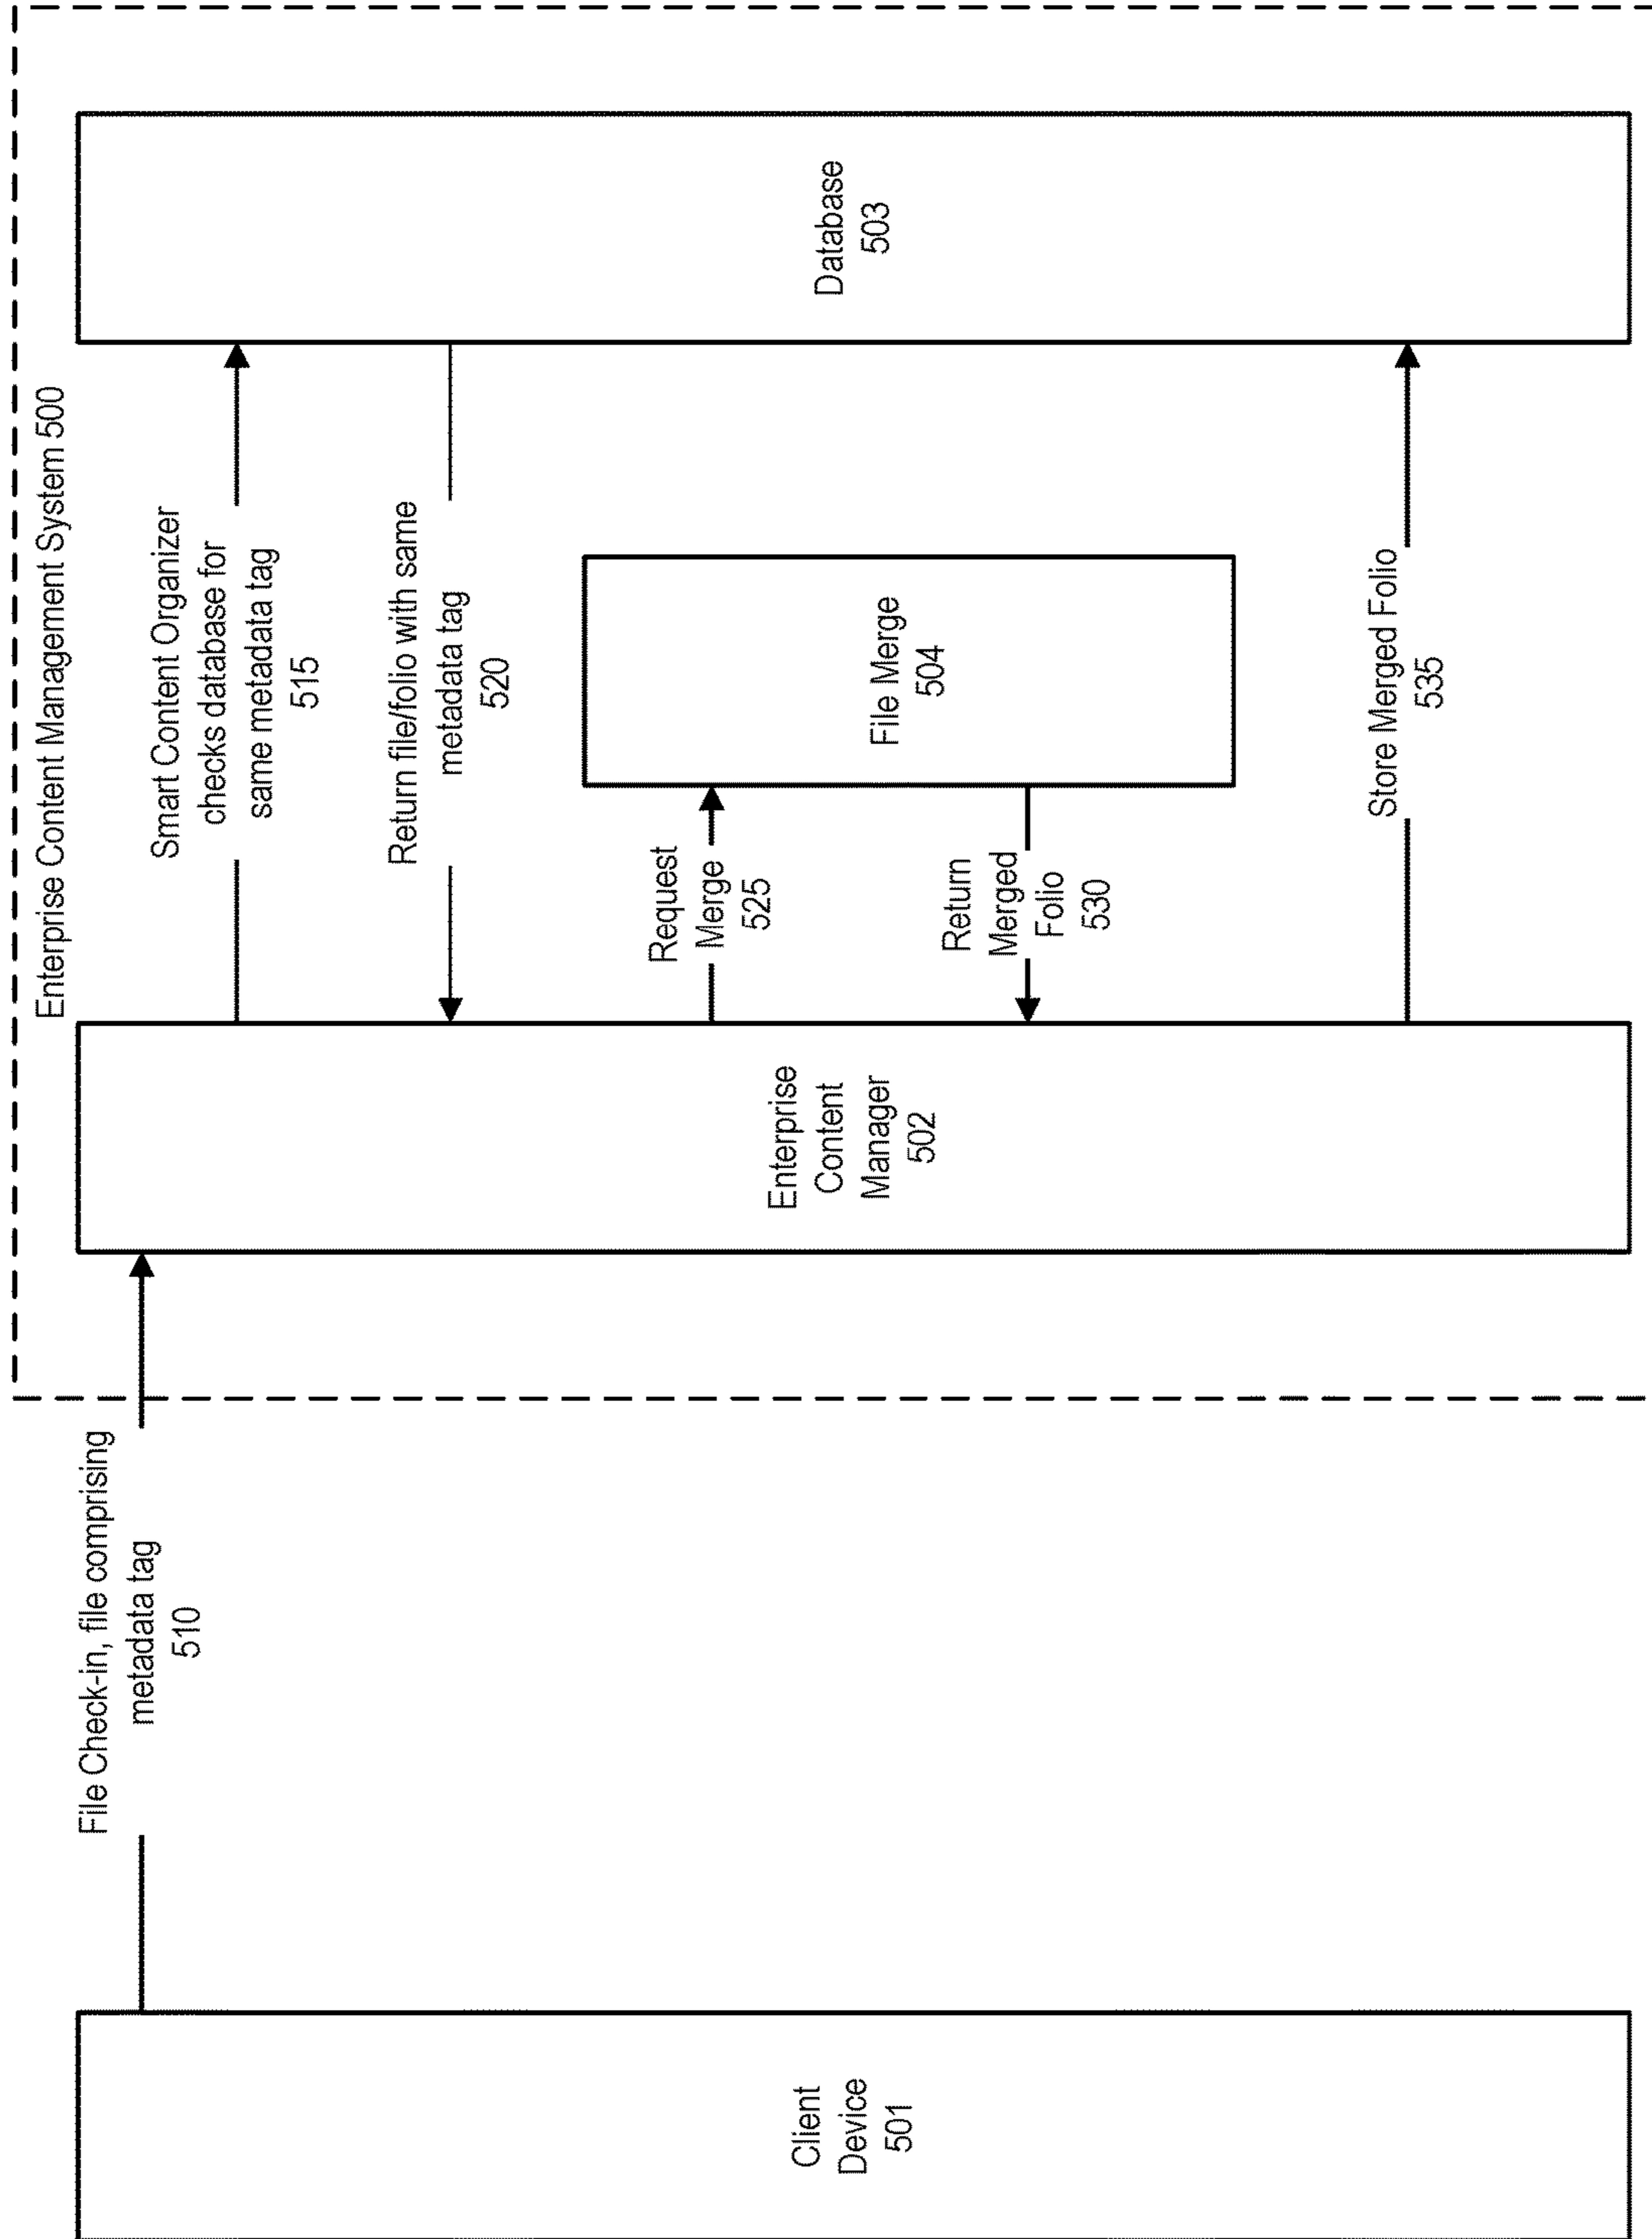 Enterprise Content Management System 500
File Check-in, file comprising
metadata tag
510
Smart Content Organizer
checks database for
same metadata tag
515
Return file/folio with same
metadata tag
520
Request
Merge
525
Return
Merged
Folio
530
Store Merged Folio
535
Client
Device
501
Enterprise
Content
Manager
502
File Merge
504
Database
503